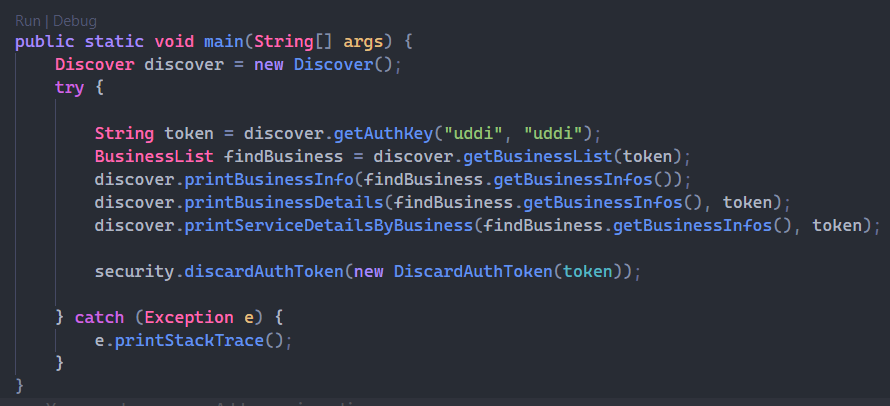 Run | Debug
public static void main(String[] args) {
Discover discover = new Discover();
try {
String token = discover.getAuthKey("uddi", "uddi");
BusinessList findBusiness = discover.getBusinessList(token);
discover.printBusinessInfo(findBusiness.getBusinessInfos());
discover.printBusinessDetails(findBusiness.getBusinessInfos(), token);
discover.printServiceDetailsByBusiness(findBusiness.getBusinessInfos(), token);
security.discardAuthToken(new DiscardAuthToken(token));
} catch (Exception e) {
e.printStackTrace();
}
}